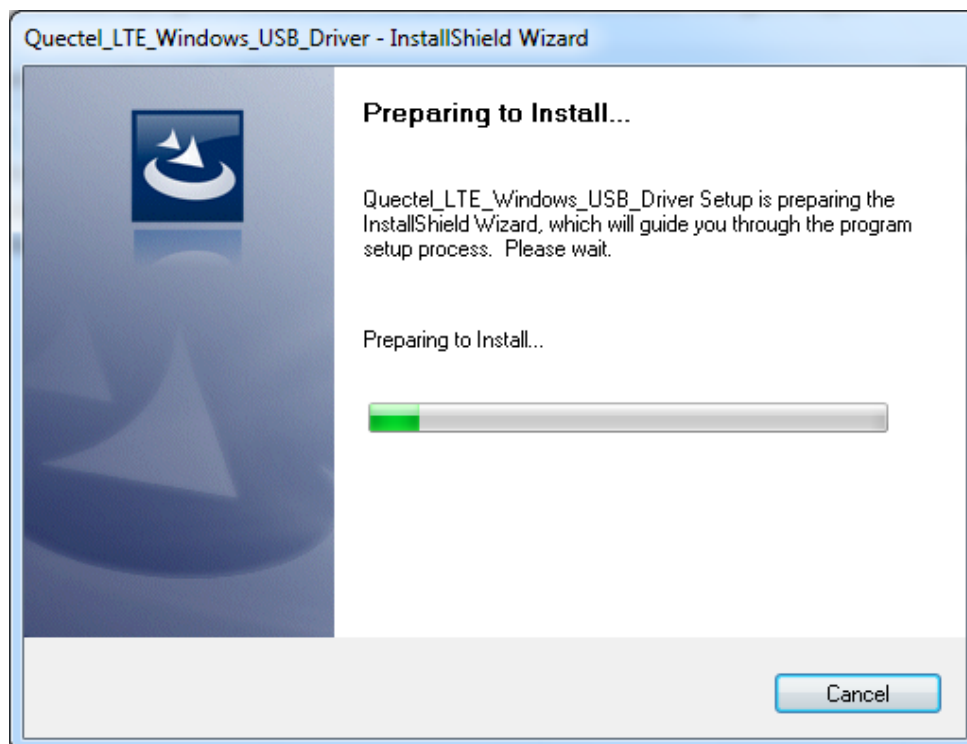 Quectel_LTE_Windows_USB_Driver - InstallShield Wizard
Preparing to Install...
Quectel_LTE_Windows_USB_Driver Setup is preparing the
InstallShield Wizard, which will guide you through the program
setup process.  Please wait.
Preparing to Install...
Cancel